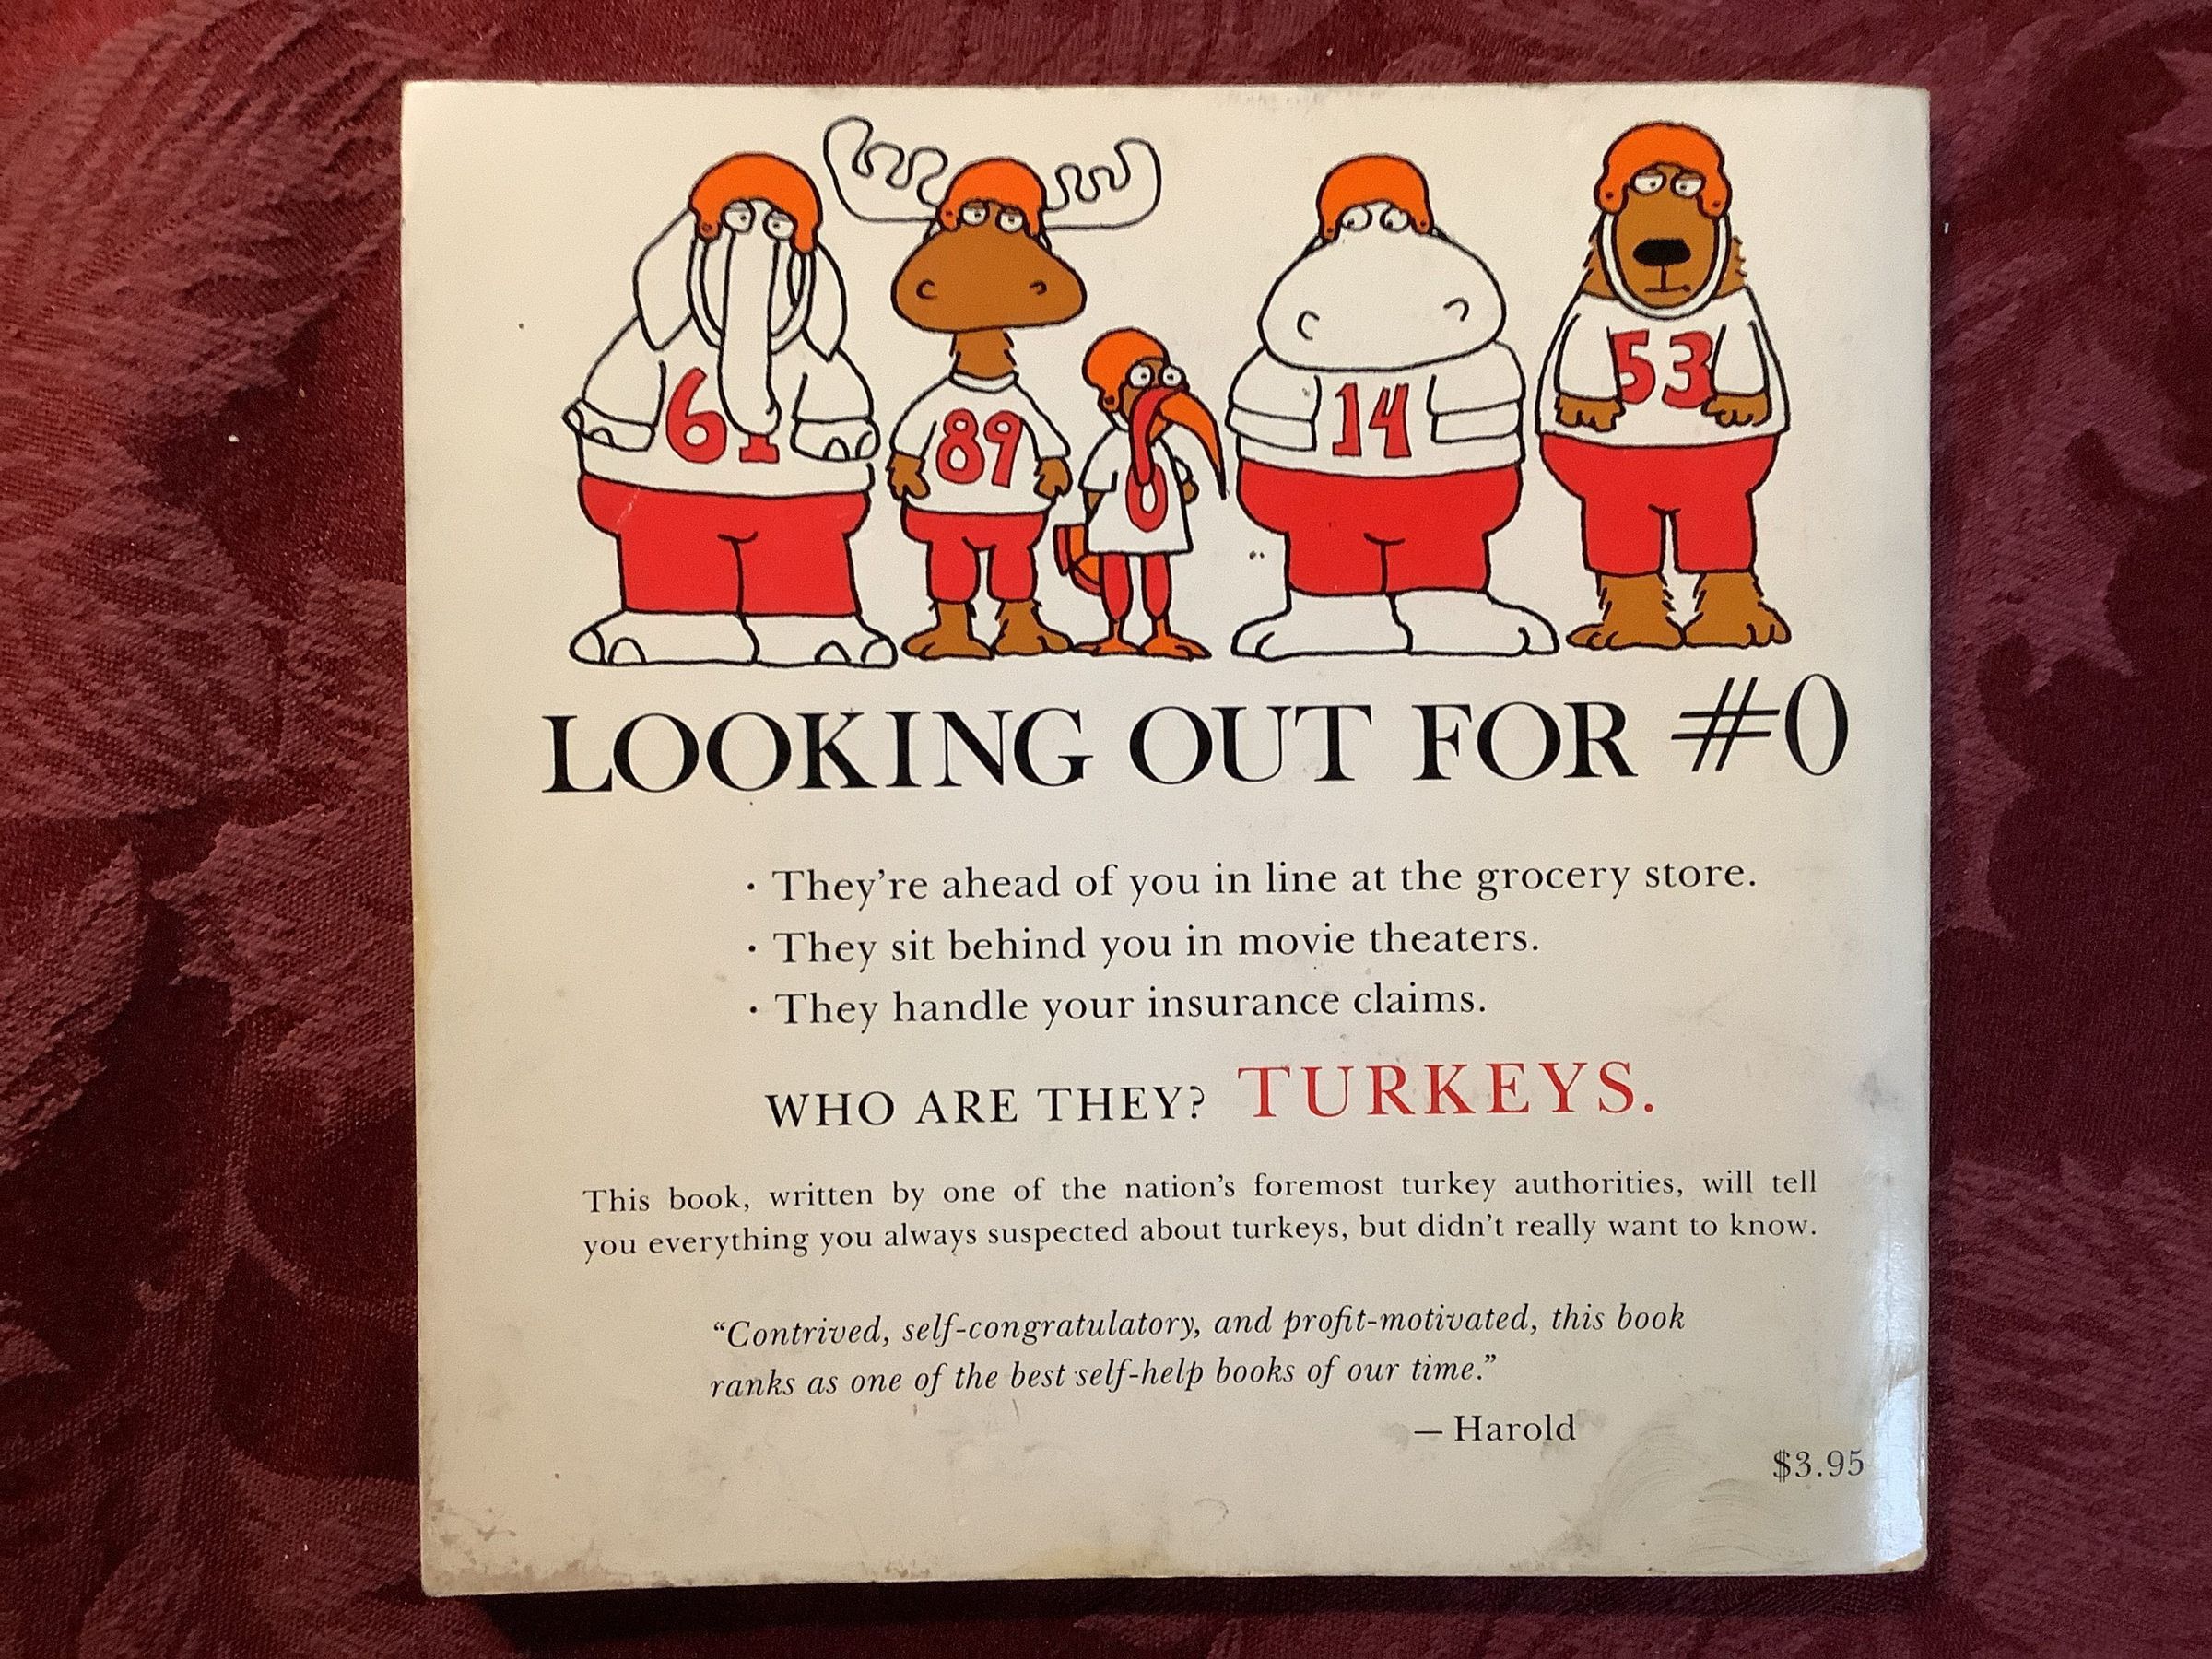 61
89
0
14
53
LOOKING OUT FOR #0
· They're ahead of you in line at the grocery store.
· They sit behind you in movie theaters.
· They handle your insurance claims.
WHO ARE THEY? TURKEYS.
This book, written by one of the nation's foremost turkey authorities, will tell
you everything you always suspected about turkeys, but didn't really want to know.
“Contrived, self-congratulatory, and profit-motivated, this book
ranks as one of the best self-help books of our time.”
— Harold
$3.95